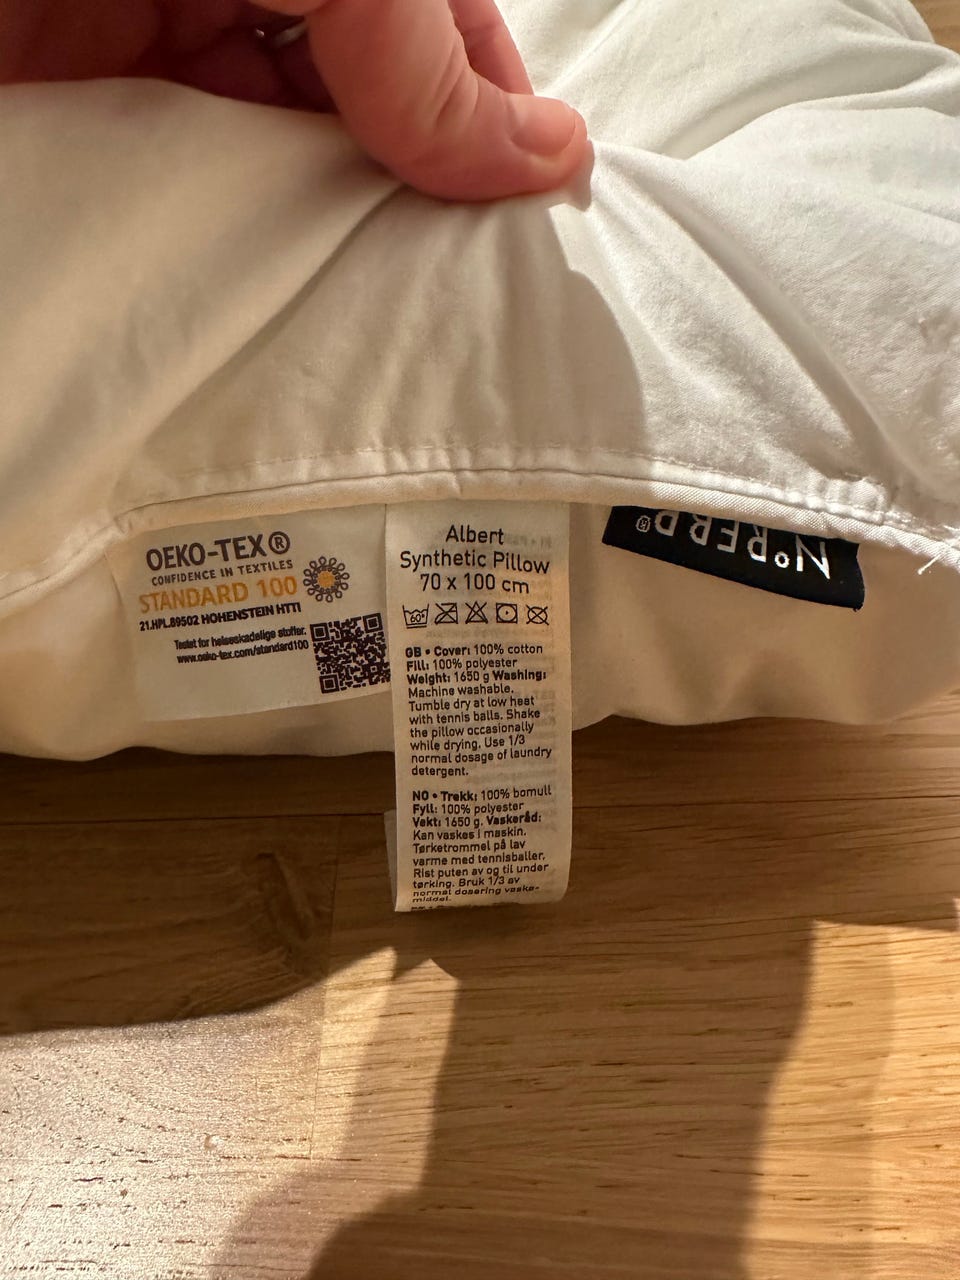 OEKO-TEX®
CONFIDENCE IN TEXTILES
STANDARD 100
21.HPL.89502 HOHENSTEIN HTTI
Testet for helseskadelige stoffer.
www.oeko-tex.com/standard100
Albert
Synthetic Pillow
70 x 100 cm
60°
GB • Cover: 100% cotton
Fill: 100% polyester
Weight: 1650 g Washing:
Machine washable.
Tumble dry at low heat
with tennis balls. Shake
the pillow occasionally
while drying. Use 1/3
normal dosage of laundry
detergent.
NO • Trekk: 100% bomull
Fyll: 100% polyester
Vekt: 1650 g. Vaskeråd:
Kan vaskes i maskin.
Tørketrommel på lav
varme med tennisballer.
Rist puten av og til under
tørking. Bruk 1/3 av
normal dosering vaske-
middel.
NºRERD®